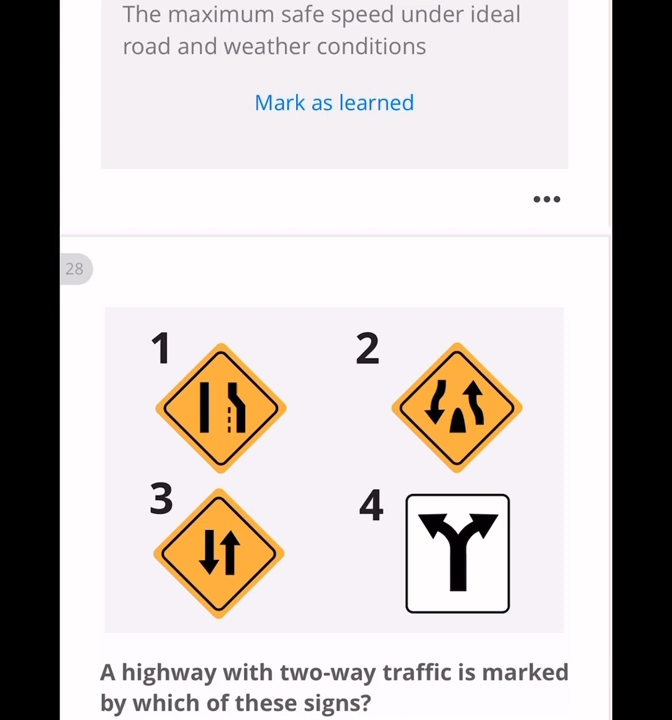 The maximum safe speed under ideal
road and weather conditions
Mark as learned
28
1
2
3
4
A highway with two-way traffic is marked
by which of these signs?